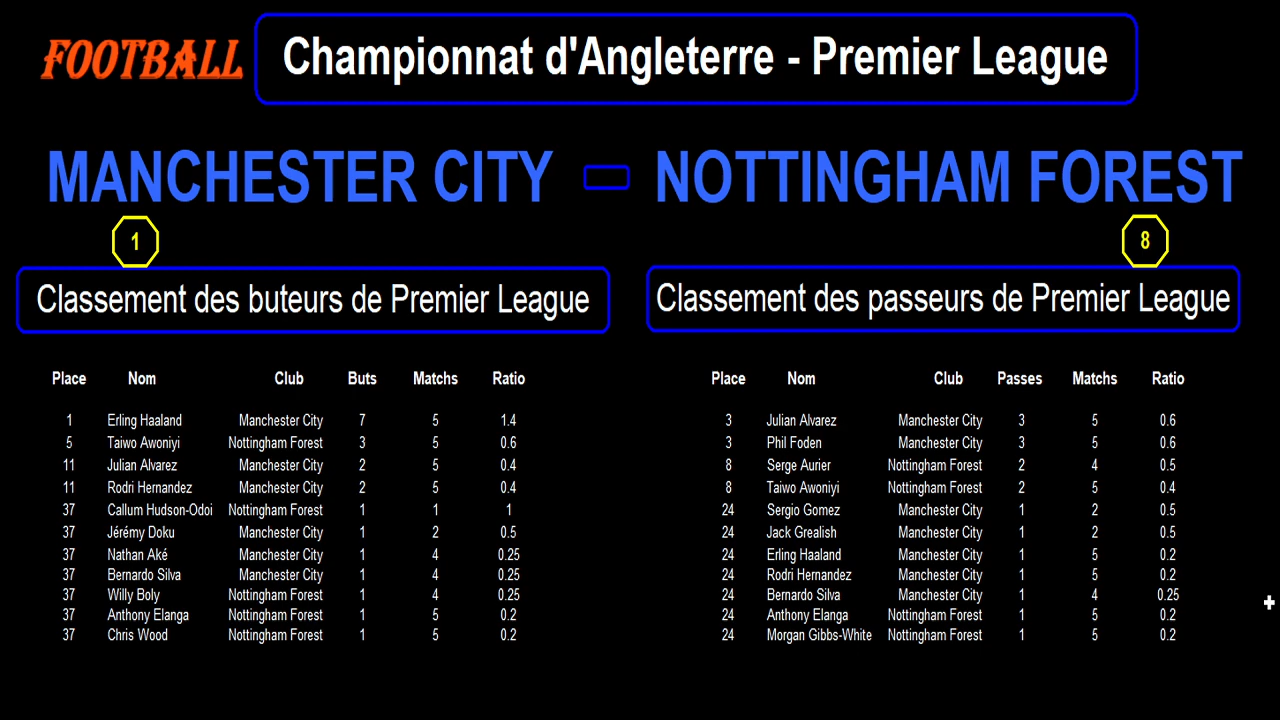 FOOTBALL Championnat d'Angleterre - Premier League
MANCHESTER CITY - NOTTINGHAM FOREST
1 8
Classement des buteurs de Premier League
Place Nom Club Buts Matchs Ratio
1 Erling Haaland Manchester City 7 5 1.4
5 Taiwo Awoniyi Nottingham Forest 3 5 0.6
11 Julian Alvarez Manchester City 2 5 0.4
11 Rodri Hernandez Manchester City 2 5 0.4
37 Callum Hudson-Odoi Nottingham Forest 1 1 1
37 Jérémy Doku Manchester City 1 2 0.5
37 Nathan Aké Manchester City 1 4 0.25
37 Bernardo Silva Manchester City 1 4 0.25
37 Willy Boly Nottingham Forest 1 4 0.25
37 Anthony Elanga Nottingham Forest 1 5 0.2
37 Chris Wood Nottingham Forest 1 5 0.2
Classement des passeurs de Premier League
Place Nom Club Passes Matchs Ratio
3 Julian Alvarez Manchester City 3 5 0.6
3 Phil Foden Manchester City 3 5 0.6
8 Serge Aurier Nottingham Forest 2 4 0.5
8 Taiwo Awoniyi Nottingham Forest 2 5 0.4
24 Sergio Gomez Manchester City 1 2 0.5
24 Jack Grealish Manchester City 1 2 0.5
24 Erling Haaland Manchester City 1 5 0.2
24 Rodri Hernandez Manchester City 1 5 0.2
24 Bernardo Silva Manchester City 1 4 0.25
24 Anthony Elanga Nottingham Forest 1 5 0.2
24 Morgan Gibbs-White Nottingham Forest 1 5 0.2